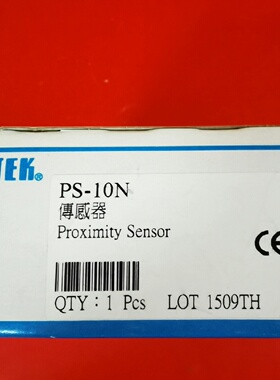 TEK®
PS-10N
傳感器
Proximity Sensor
CE
QTY：1 Pcs LOT 1509TH